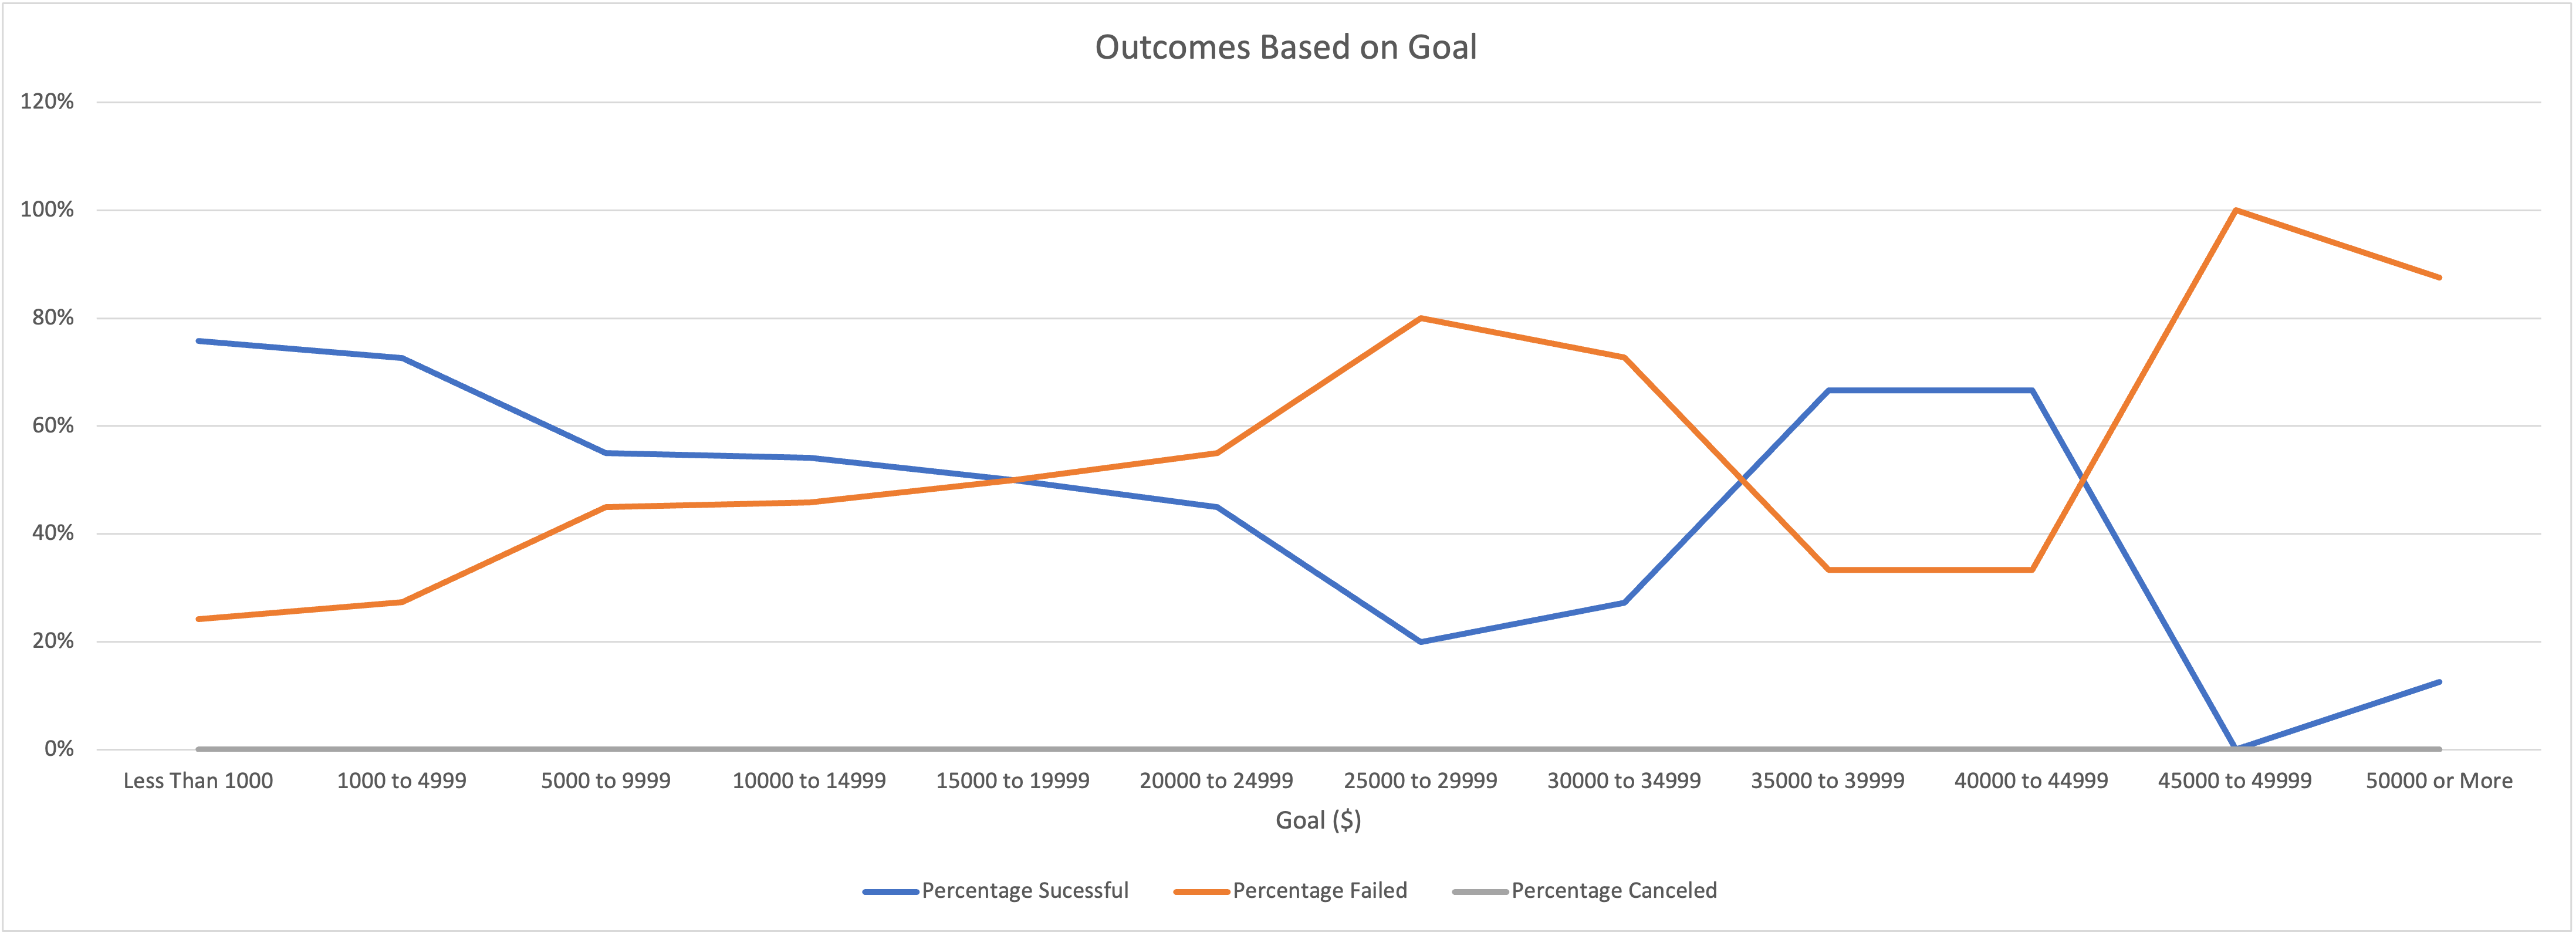 Outcomes Based on Goal
120%
100%
80%
60%
40%
20%
0%
Less Than 1000 1000 to 4999 5000 to 9999 10000 to 14999 15000 to 19999 20000 to 24999 25000 to 29999 30000 to 34999 35000 to 39999 40000 to 44999 45000 to 49999 50000 or More
Goal ($)
Percentage Sucessful Percentage Failed Percentage Canceled